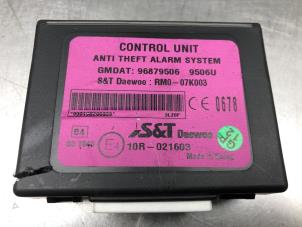 CONTROL UNIT
ANTI THEFT ALARM SYSTEM
GMDAT: 96879506 9506U
S&T Daewoo: RM0-07K003
CE 0678
S&T Daewoo
E4
10R-021603
Made in Korea